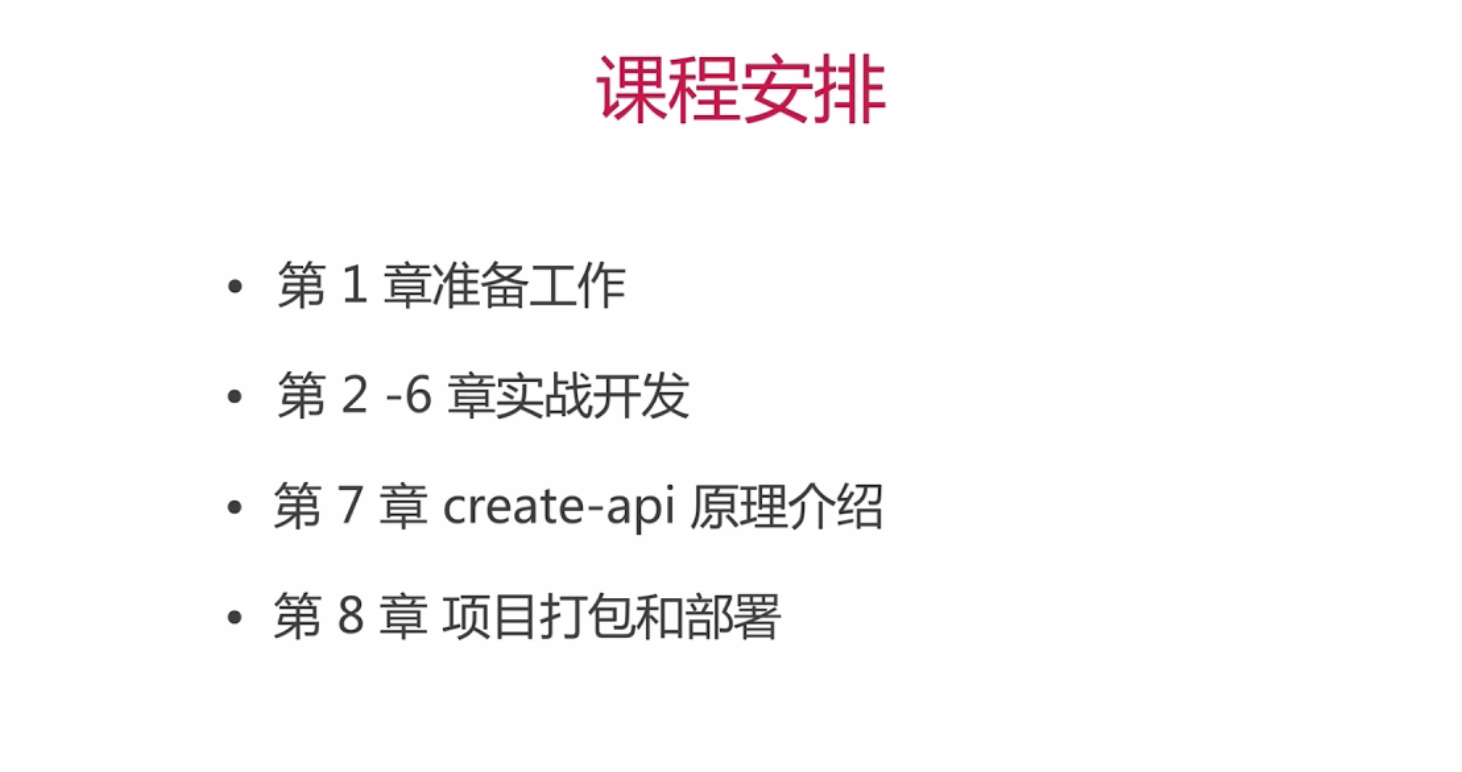 课程安排
• 第 1 章准备工作
• 第 2 -6 章实战开发
• 第 7 章 create-api 原理介绍
• 第 8 章 项目打包和部署